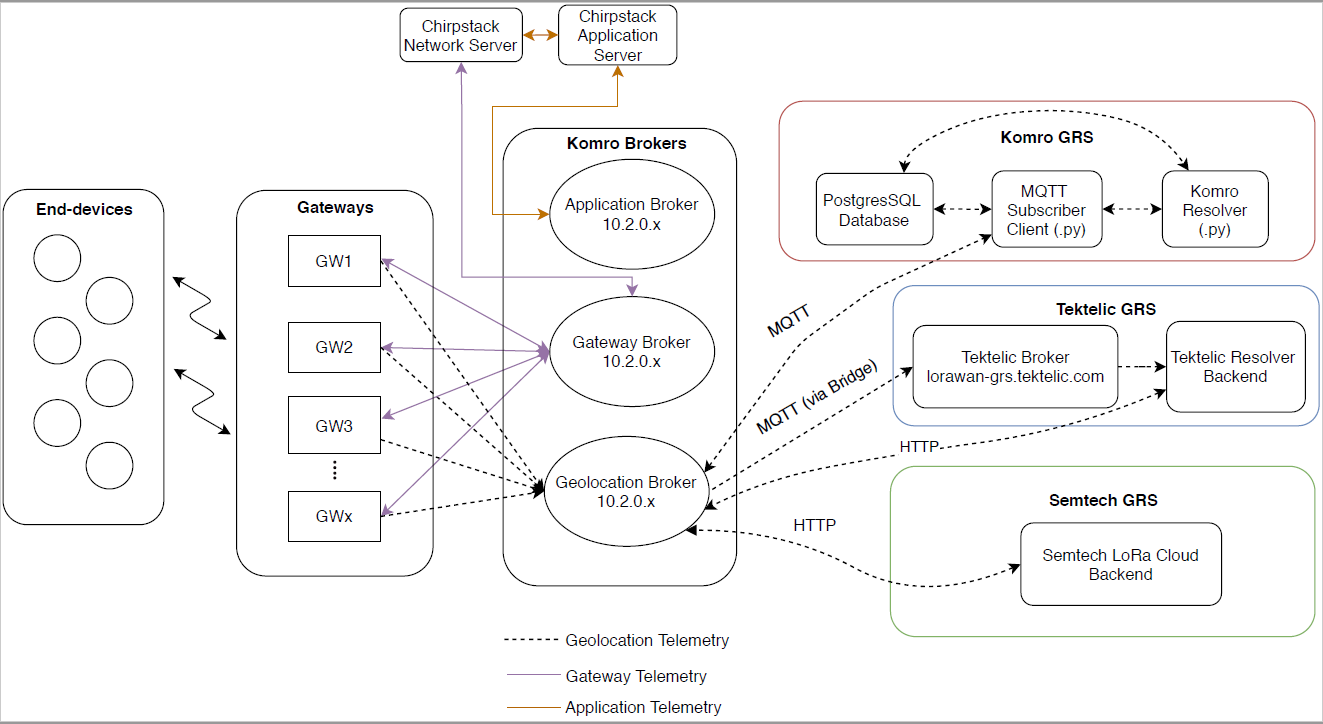 Chirpstack
Network Server
Chirpstack
Application
Server
End-devices
Gateways
GW1
GW2
GW3
GWx
Komro Brokers
Application Broker
10.2.0.x
Gateway Broker
10.2.0.x
Geolocation Broker
10.2.0.x
MQTT
MQTT (via Bridge)
HTTP
HTTP
Komro GRS
PostgresSQL
Database
MQTT
Subscriber
Client (.py)
Komro
Resolver
(.py)
Tektelic GRS
Tektelic Broker
lorawan-grs.tektelic.com
Tektelic Resolver
Backend
Semtech GRS
Semtech LoRa Cloud
Backend
Geolocation Telemetry
Gateway Telemetry
Application Telemetry